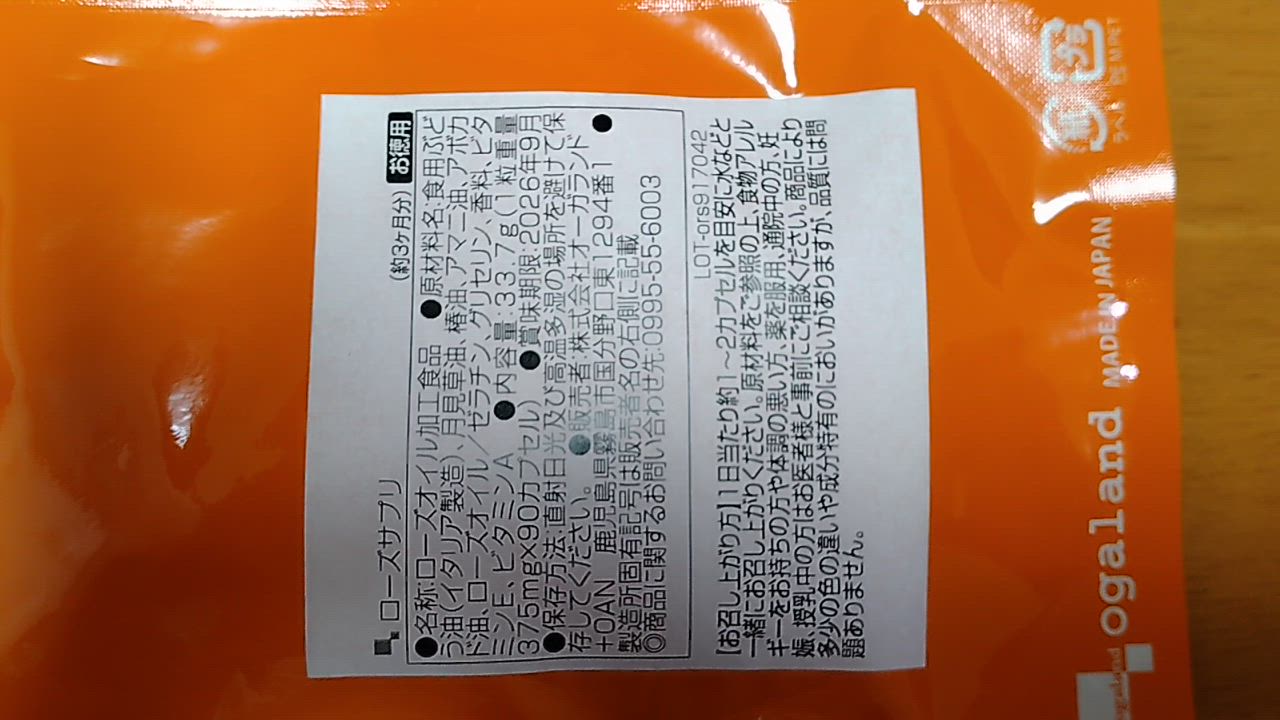 ローズサプリ
(約3ヶ月分) お徳用
●名称:ローズオイル加工食品 ●原材料名:食用ぶど
う油(イタリア製造)、月見草油、椿油、アマニ油、アボカ
ド油、ローズオイル/ゼラチン、グリセリン、香料、ビタ
ミンE、ビタミンA ●内容量:33.7g(1粒重量
375mg×90カプセル) ●賞味期限:2026年9月
●保存方法:直射日光及び高温多湿の場所を避けて保
存してください。 ●販売者:株式会社オーガランド
+OAN 鹿児島県霧島市国分野口東1294番1 ●
製造所固有記号は販売者名の右側に記載
◎商品に関するお問い合わせ先:0995-55-6003
LOT-ors917042
【お召し上がり方】1日当たり約1~2カプセルを目安に水などと
一緒にお召し上がりください。原材料をご参照の上、食物アレル
ギーをお持ちの方や体調の悪い方、薬を服用、通院中の方、妊
娠、授乳中の方はお医者様と事前にご相談ください。商品により
多少の色の違いや成分特有のにおいがありますが、品質には問
題ありません。
ogaland MADE IN JAPAN
プラ
ラベル
M:PET